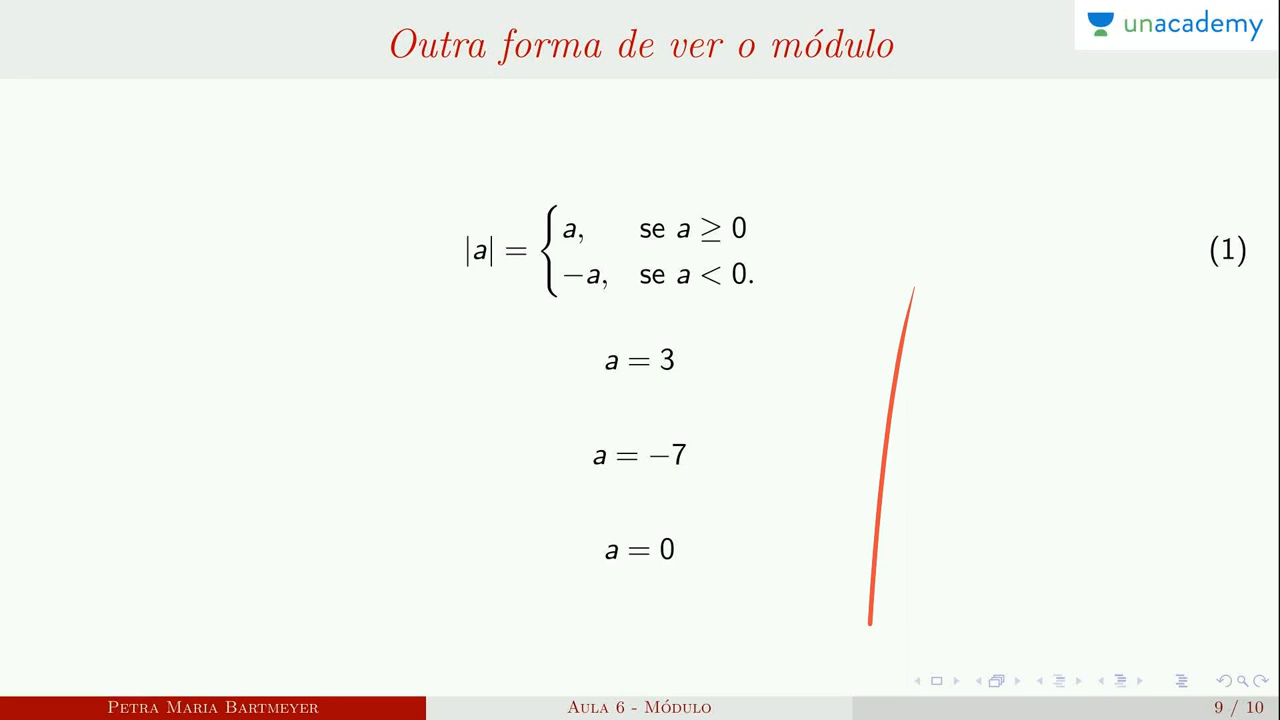 Outra forma de ver o módulo
unacademy
|a| = { a, se a ≥ 0
−a, se a < 0.
(1)
a = 3
a = −7
a = 0
Petra Maria Bartmeyer
Aula 6 - Módulo
9 / 10